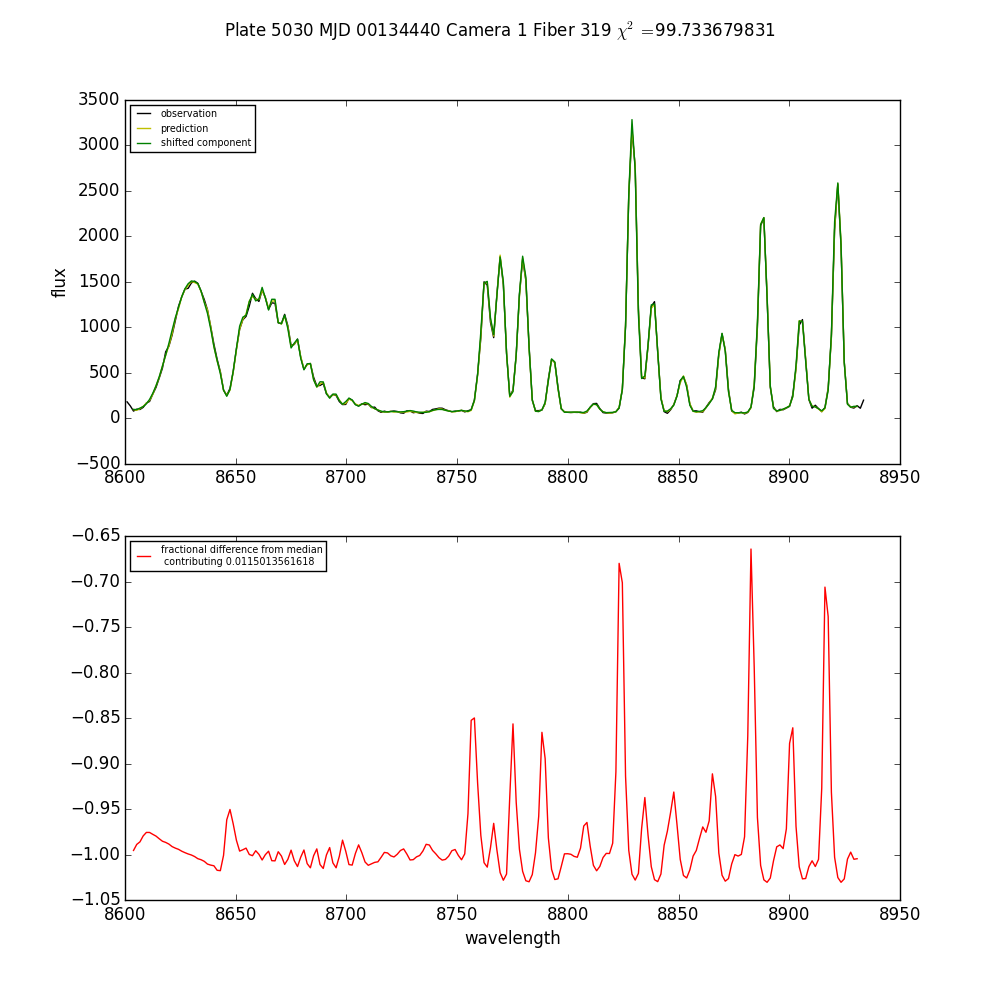 Plate 5030 MJD 00134440 Camera 1 Fiber 319 χ² =99.733679831
3500
3000
2500
2000
1500
1000
500
0
−500
flux
observation
prediction
shifted component
8600 8650 8700 8750 8800 8850 8900 8950
−0.65
−0.70
−0.75
−0.80
−0.85
−0.90
−0.95
−1.00
−1.05
fractional difference from median
contributing 0.0115013561618
8600 8650 8700 8750 8800 8850 8900 8950
wavelength